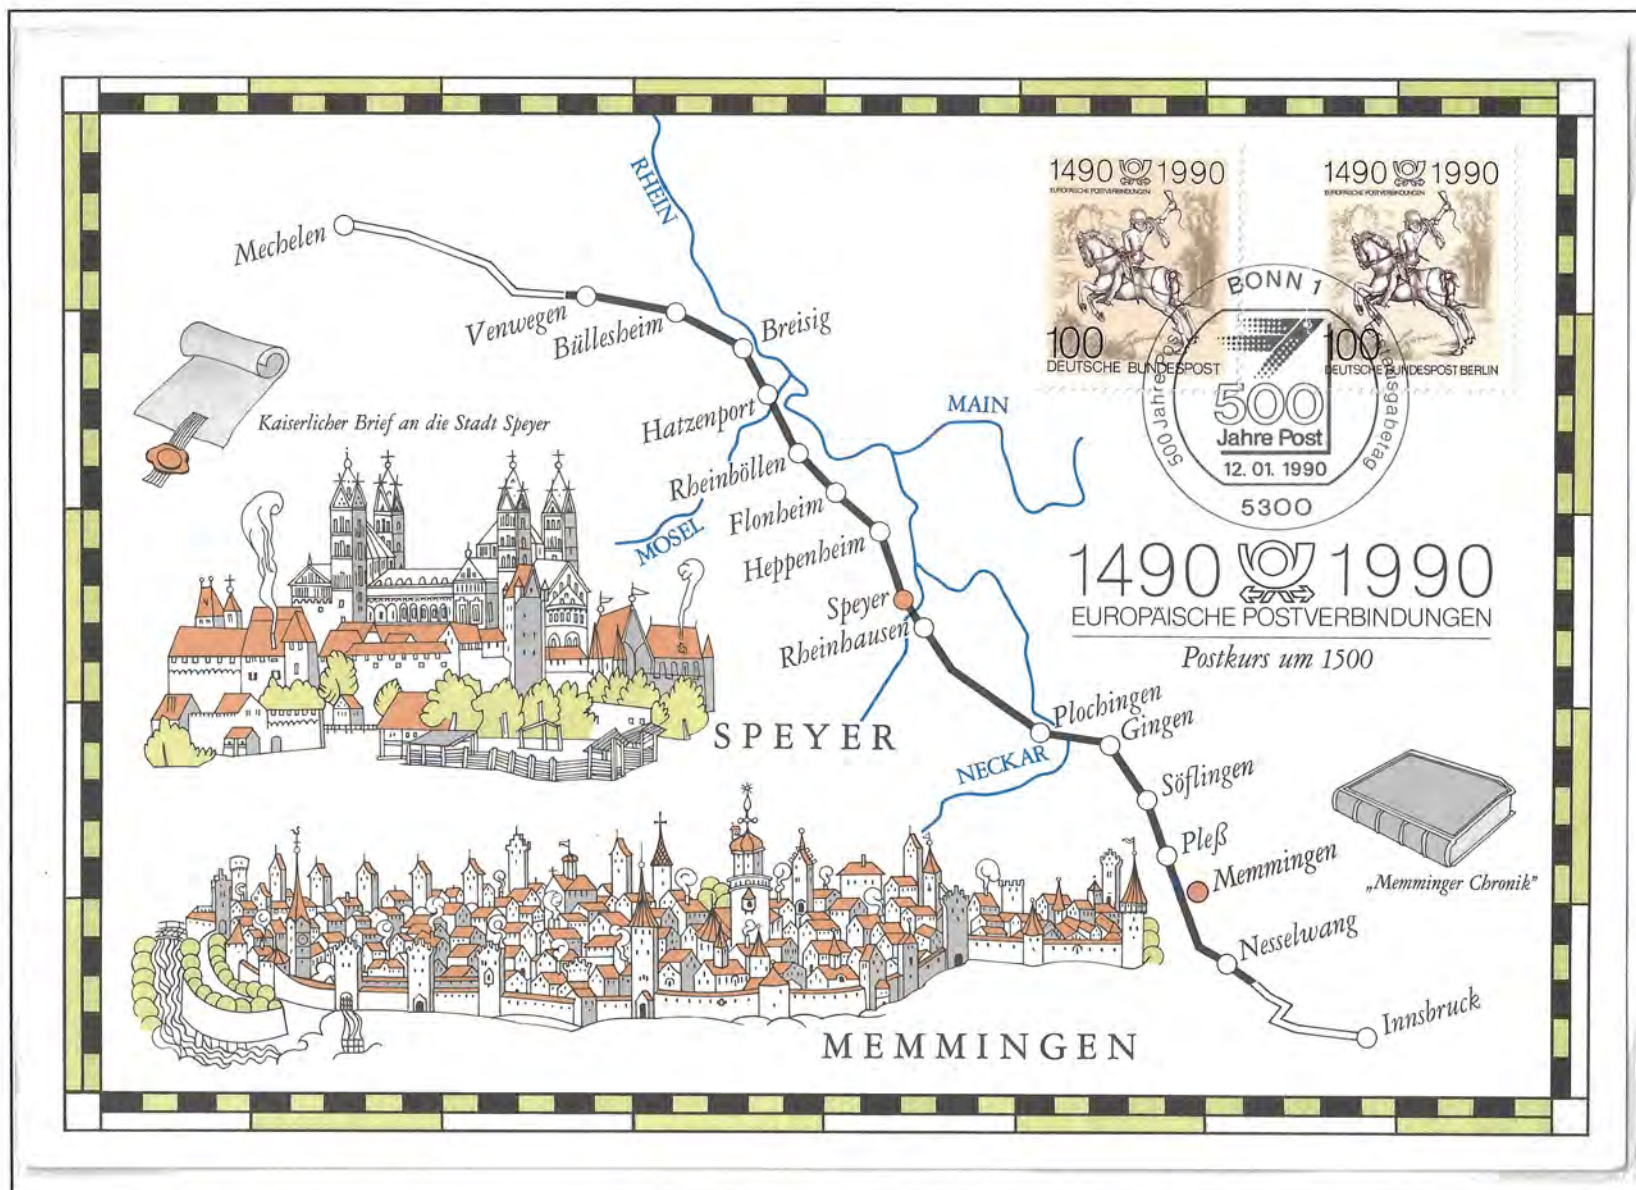 RHEIN
1490 1990
EUROPÄISCHE POSTVERBINDUNGEN
100
DEUTSCHE BUNDESPOST
1490 1990
EUROPÄISCHE POSTVERBINDUNGEN
100
DEUTSCHE BUNDESPOST BERLIN
BONN 1
500 Jahre Post
500
Jahre Post
12. 01. 1990
5300
Mechelen
Venwegen
Büllesheim
Breisig
Kaiserlicher Brief an die Stadt Speyer
Hatzenport
MAIN
Rheinböllen
MOSEL
Flonheim
Heppenheim
1490 1990
EUROPÄISCHE POSTVERBINDUNGEN
Postkurs um 1500
Speyer
Rheinhausen
SPEYER
Plochingen
Gingen
NECKAR
Söflingen
Pleß
Memmingen
„Memminger Chronik”
Nesselwang
Innsbruck
MEMMINGEN